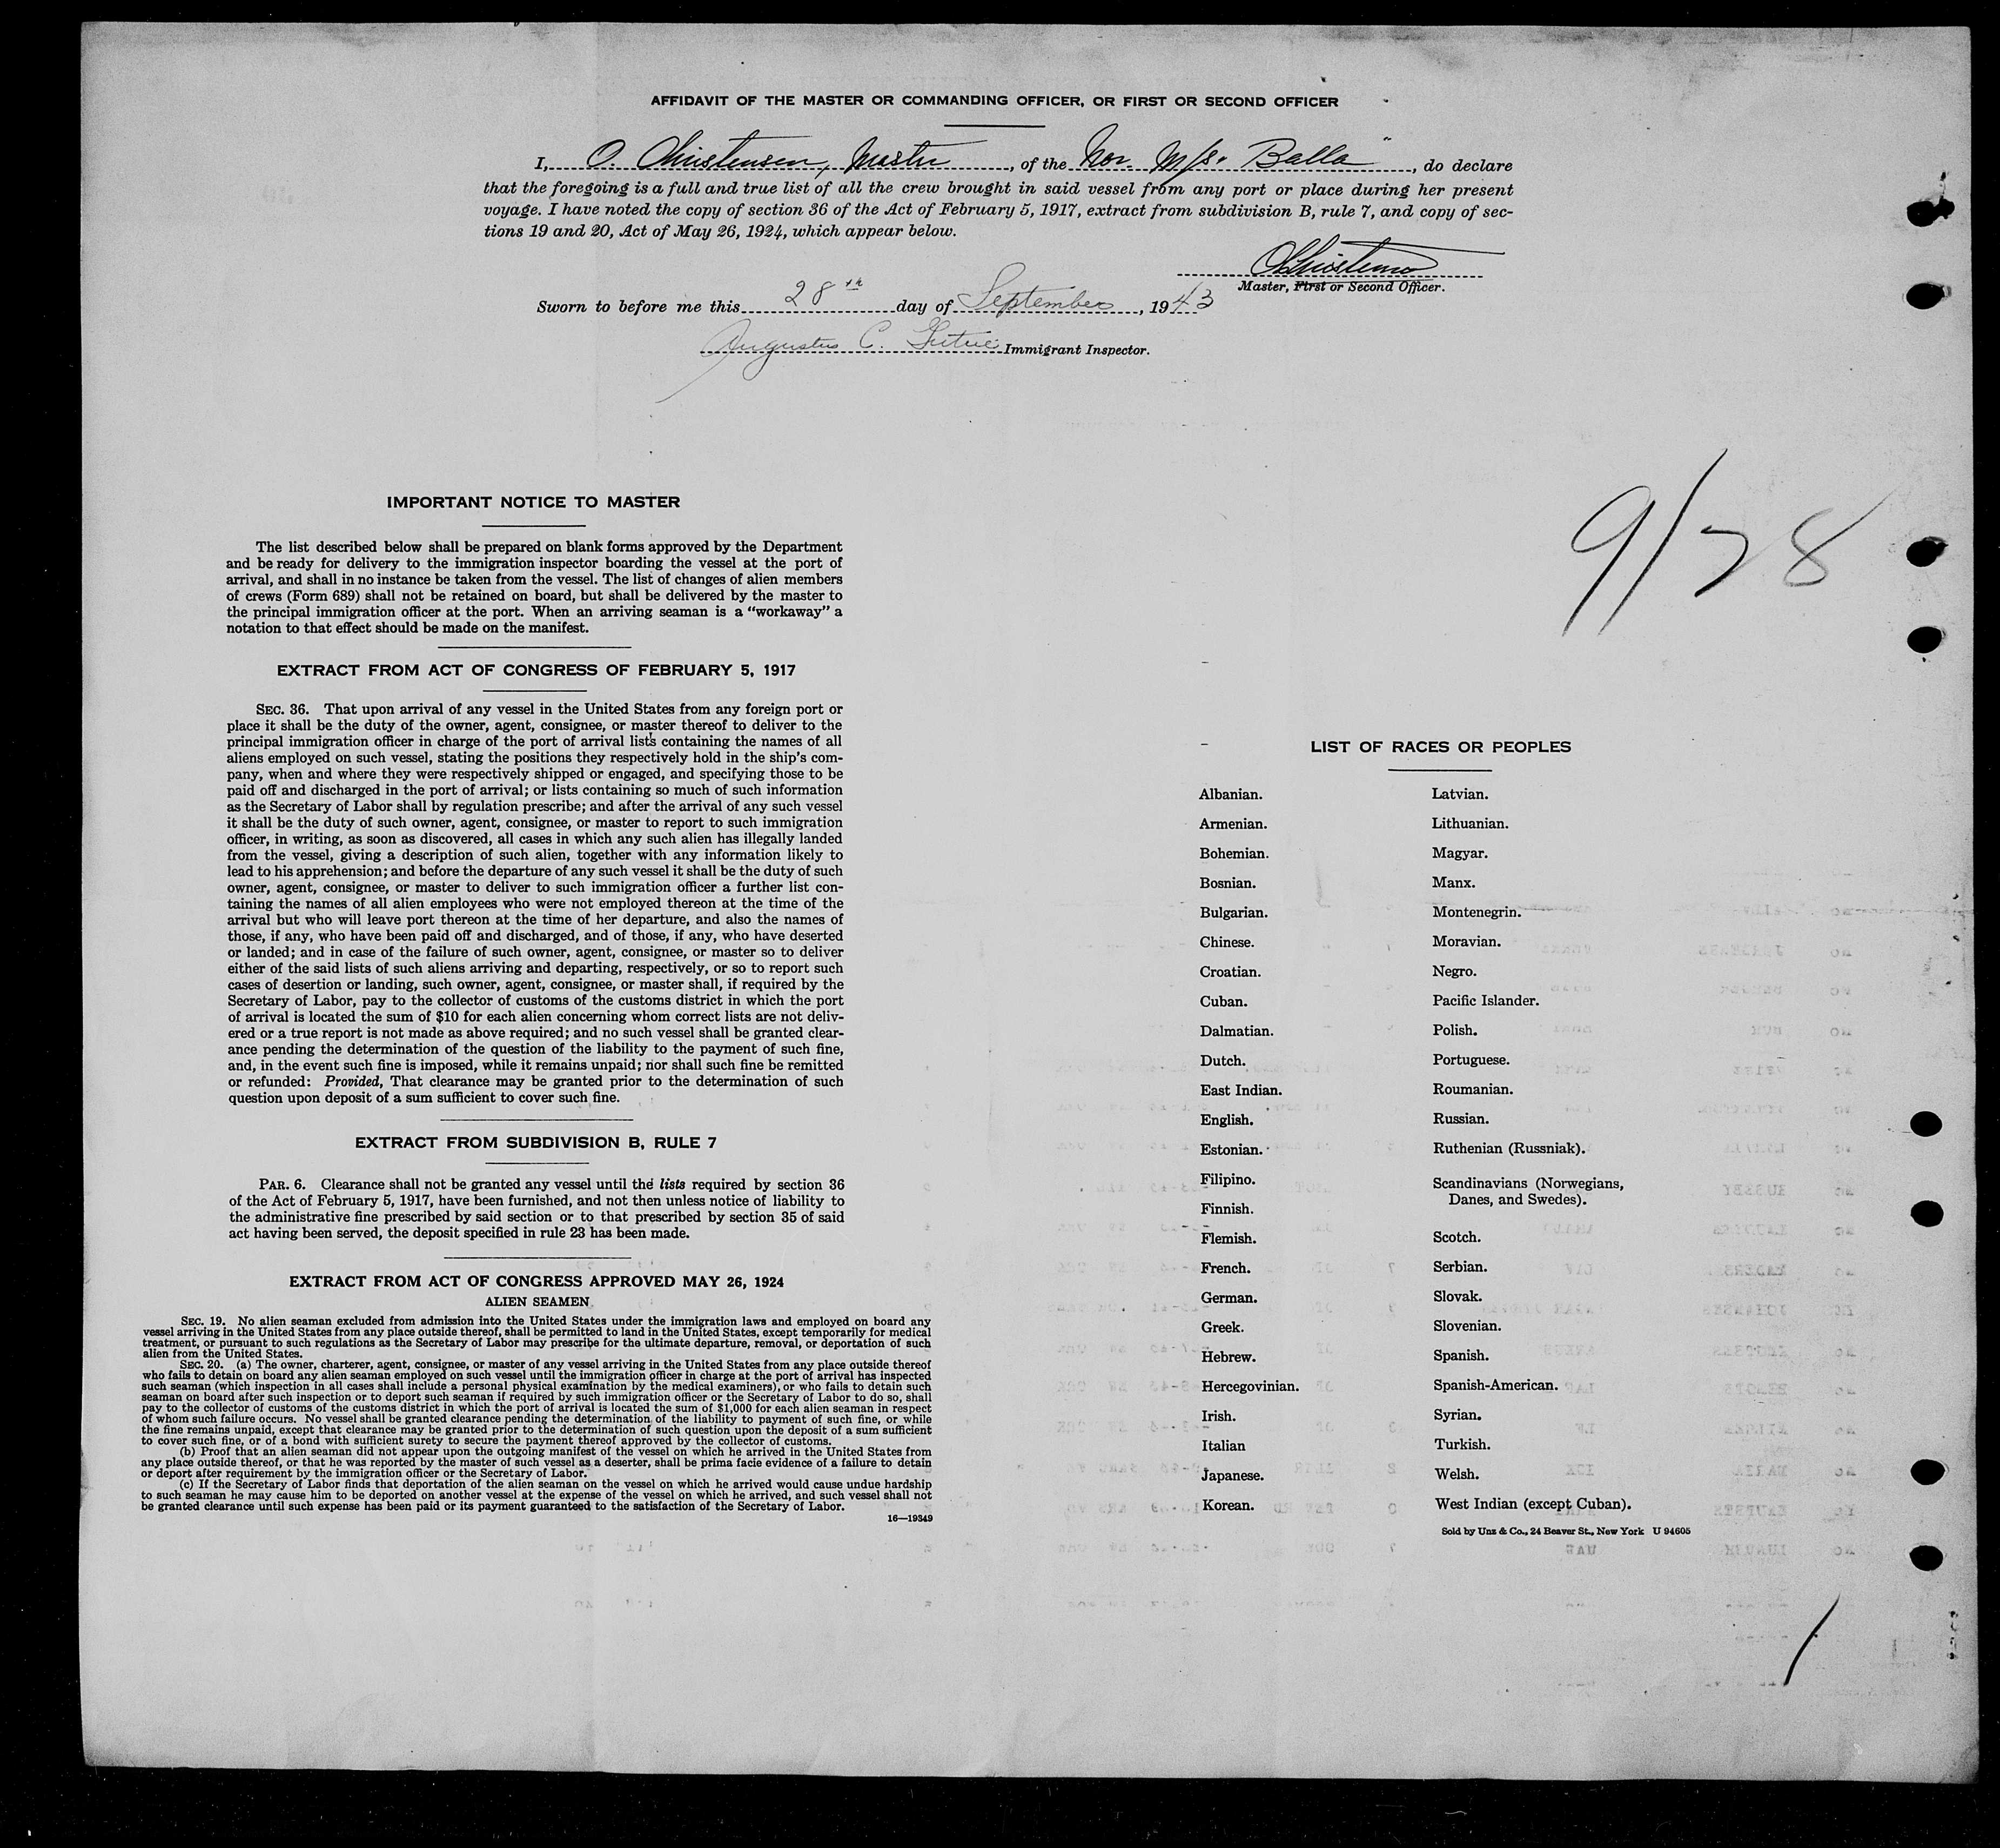 AFFIDAVIT OF THE MASTER OR COMMANDING OFFICER, OR FIRST OR SECOND OFFICER
I, O. Christensen, Master, of the Nor. M/s. Balla", do declare
that the foregoing is a full and true list of all the crew brought in said vessel from any port or place during her present
voyage. I have noted the copy of section 36 of the Act of February 5, 1917, extract from subdivision B, rule 7, and copy of sec-
tions 19 and 20, Act of May 26, 1924, which appear below.
OChristensen
Master, First or Second Officer.
Sworn to before me this 28th day of September, 1943
Augustus C. Immigrant Inspector.
9/28
IMPORTANT NOTICE TO MASTER
The list described below shall be prepared on blank forms approved by the Department
and be ready for delivery to the immigration inspector boarding the vessel at the port of
arrival, and shall in no instance be taken from the vessel. The list of changes of alien members
of crews (Form 689) shall not be retained on board, but shall be delivered by the master to
the principal immigration officer at the port. When an arriving seaman is a "workaway" a
notation to that effect should be made on the manifest.
EXTRACT FROM ACT OF CONGRESS OF FEBRUARY 5, 1917
SEC. 36. That upon arrival of any vessel in the United States from any foreign port or
place it shall be the duty of the owner, agent, consignee, or master thereof to deliver to the
principal immigration officer in charge of the port of arrival lists containing the names of all
aliens employed on such vessel, stating the positions they respectively hold in the ship's com-
pany, when and where they were respectively shipped or engaged, and specifying those to be
paid off and discharged in the port of arrival; or lists containing so much of such information
as the Secretary of Labor shall by regulation prescribe; and after the arrival of any such vessel
it shall be the duty of such owner, agent, consignee, or master to report to such immigration
officer, in writing, as soon as discovered, all cases in which any such alien has illegally landed
from the vessel, giving a description of such alien, together with any information likely to
lead to his apprehension; and before the departure of any such vessel it shall be the duty of such
owner, agent, consignee, or master to deliver to such immigration officer a further list con-
taining the names of all alien employees who were not employed thereon at the time of the
arrival but who will leave port thereon at the time of her departure, and also the names of
those, if any, who have been paid off and discharged, and of those, if any, who have deserted
or landed; and in case of the failure of such owner, agent, consignee, or master so to deliver
either of the said lists of such aliens arriving and departing, respectively, or so to report such
cases of desertion or landing, such owner, agent, consignee, or master shall, if required by the
Secretary of Labor, pay to the collector of customs of the customs district in which the port
of arrival is located the sum of $10 for each alien concerning whom correct lists are not deliv-
ered or a true report is not made as above required; and no such vessel shall be granted clear-
ance pending the determination of the question of the liability to the payment of such fine,
and, in the event such fine is imposed, while it remains unpaid; nor shall such fine be remitted
or refunded: Provided, That clearance may be granted prior to the determination of such
question upon deposit of a sum sufficient to cover such fine.
EXTRACT FROM SUBDIVISION B, RULE 7
PAR. 6. Clearance shall not be granted any vessel until the lists required by section 36
of the Act of February 5, 1917, have been furnished, and not then unless notice of liability to
the administrative fine prescribed by said section or to that prescribed by section 35 of said
act having been served, the deposit specified in rule 23 has been made.
EXTRACT FROM ACT OF CONGRESS APPROVED MAY 26, 1924
ALIEN SEAMEN
SEC. 19. No alien seaman excluded from admission into the United States under the immigration laws and employed on board any
vessel arriving in the United States from any place outside thereof, shall be permitted to land in the United States, except temporarily for medical
treatment, or pursuant to such regulations as the Secretary of Labor may prescribe for the ultimate departure, removal, or deportation of such
alien from the United States.
SEC. 20. (a) The owner, charterer, agent, consignee, or master of any vessel arriving in the United States from any place outside thereof
who fails to detain on board any alien seaman employed on such vessel until the immigration officer in charge at the port of arrival has inspected
such seaman (which inspection in all cases shall include a personal physical examination by the medical examiners), or who fails to detain such
seaman on board after such inspection or to deport such seaman if required by such immigration officer or the Secretary of Labor to do so, shall
pay to the collector of customs of the customs district in which the port of arrival is located the sum of $1,000 for each alien seaman in respect
of whom such failure occurs. No vessel shall be granted clearance pending the determination of the liability to payment of such fine, or while
the fine remains unpaid, except that clearance may be granted prior to the determination of such question upon the deposit of a sum sufficient
to cover such fine, or of a bond with sufficient surety to secure the payment thereof approved by the collector of customs.
(b) Proof that an alien seaman did not appear upon the outgoing manifest of the vessel on which he arrived in the United States from
any place outside thereof, or that he was reported by the master of such vessel as a deserter, shall be prima facie evidence of a failure to detain
or deport after requirement by the immigration officer or the Secretary of Labor.
(c) If the Secretary of Labor finds that deportation of the alien seaman on the vessel on which he arrived would cause undue hardship
to such seaman he may cause him to be deported on another vessel at the expense of the vessel on which he arrived, and such vessel shall not
be granted clearance until such expense has been paid or its payment guaranteed to the satisfaction of the Secretary of Labor.
16—19349
LIST OF RACES OR PEOPLES
Albanian.
Armenian.
Bohemian.
Bosnian.
Bulgarian.
Chinese.
Croatian.
Cuban.
Dalmatian.
Dutch.
East Indian.
English.
Estonian.
Filipino.
Finnish.
Flemish.
French.
German.
Greek.
Hebrew.
Hercegovinian.
Irish.
Italian
Japanese.
Korean.
Latvian.
Lithuanian.
Magyar.
Manx.
Montenegrin.
Moravian.
Negro.
Pacific Islander.
Polish.
Portuguese.
Roumanian.
Russian.
Ruthenian (Russniak).
Scandinavians (Norwegians,
Danes, and Swedes).
Scotch.
Serbian.
Slovak.
Slovenian.
Spanish.
Spanish-American.
Syrian.
Turkish.
Welsh.
West Indian (except Cuban).
Sold by Unz & Co., 24 Beaver St., New York U 94605